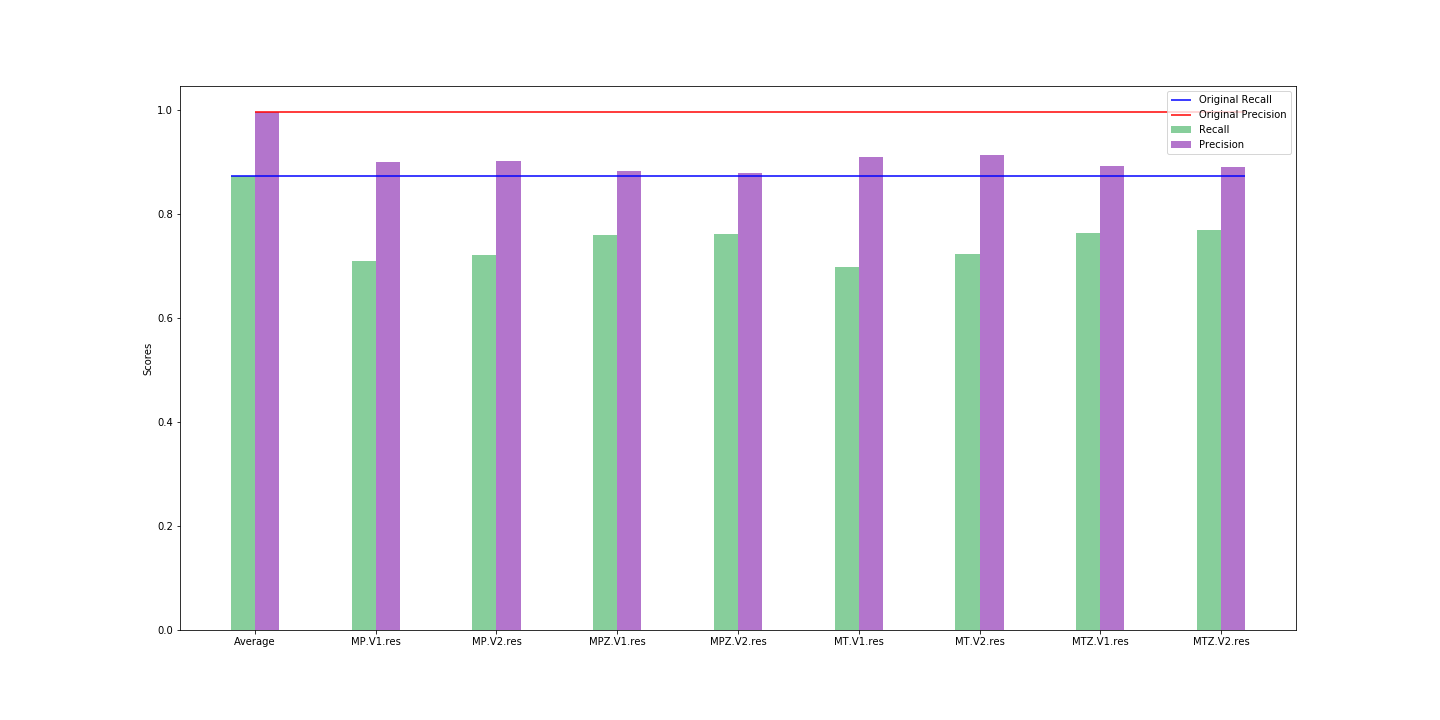 Original Recall
Original Precision
Recall
Precision
1.0
0.8
0.6
0.4
0.2
0.0
Scores
Average MP.V1.res MP.V2.res MPZ.V1.res MPZ.V2.res MT.V1.res MT.V2.res MTZ.V1.res MTZ.V2.res